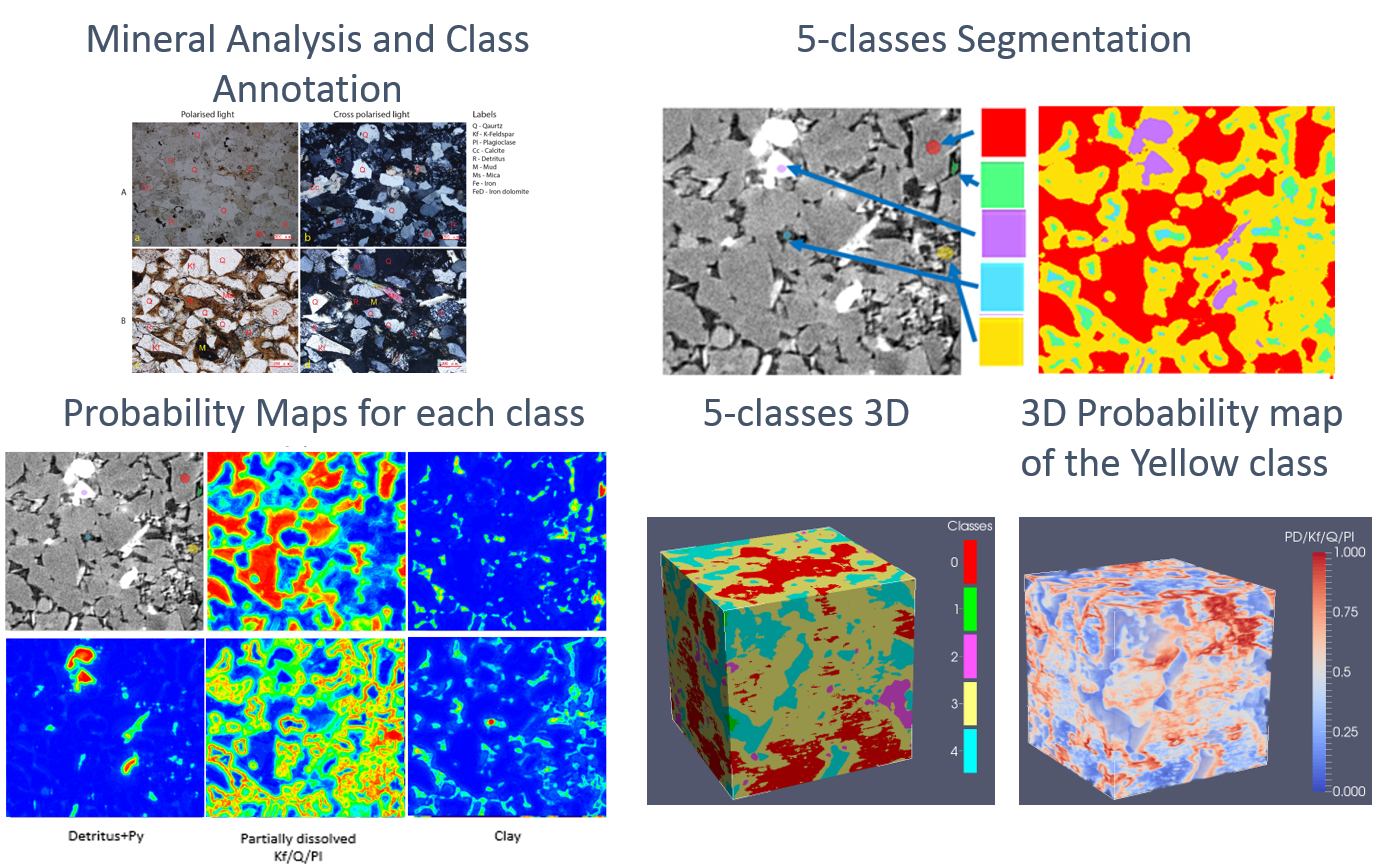 Mineral Analysis and Class
Annotation
5-classes Segmentation
Polarised light
Cross polarised light
Labels
Q - Qaurtz
Kf - K-Feldspar
Pl - Plagioclase
Cc - Calcite
R - Detritus
M - Mud
Ms - Mica
Fe - Iron
FeD - Iron dolomite
A
a
b
B
Probability Maps for each class
5-classes 3D
3D Probability map
of the Yellow class
Classes
0
1
2
3
4
PD/Kf/Q/Pl
1.000
0.75
0.5
0.25
0.000
Detritus+Py
Partially dissolved
Kf/Q/Pl
Clay